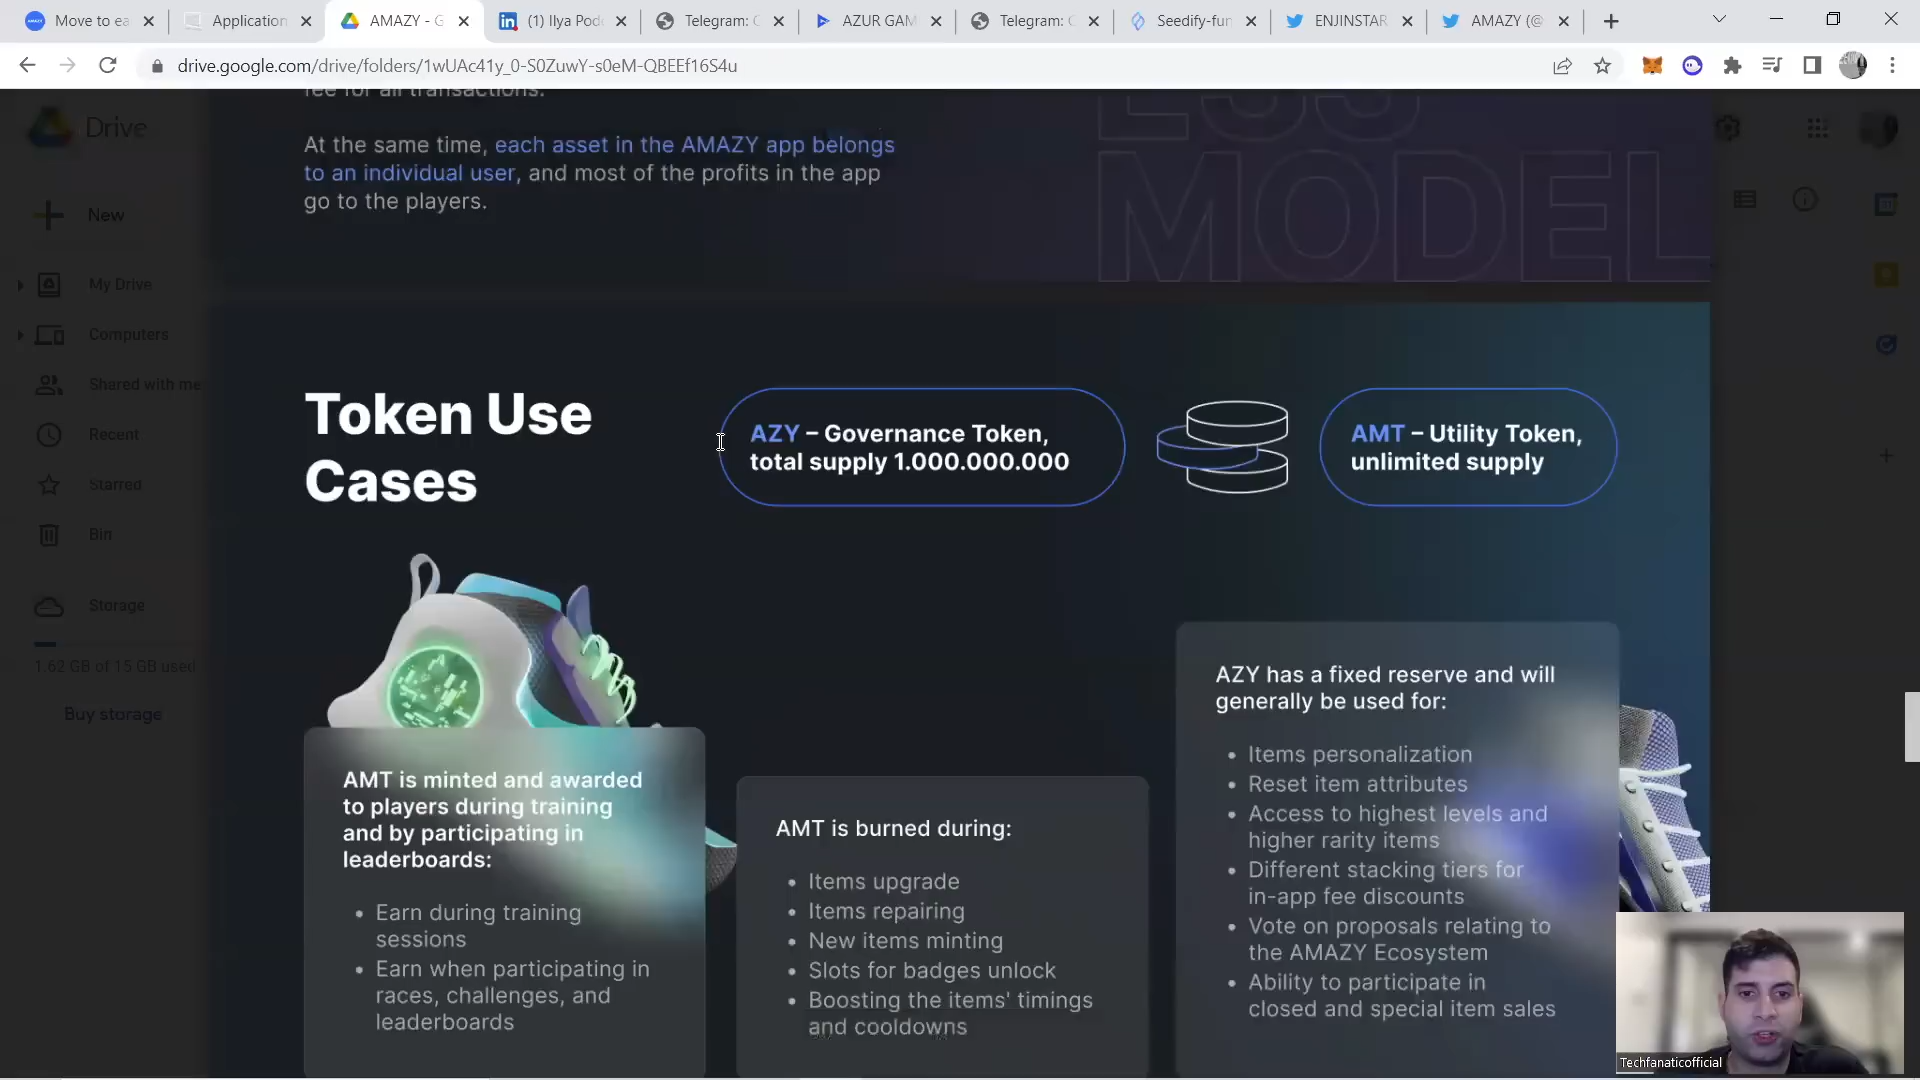 Move to ea
Application
AMAZY - G
(1) Ilya Pod
Telegram: C
AZUR GAM
Telegram: C
Seedify-fun
ENJINSTAR
AMAZY (@
drive.google.com/drive/folders/1wUAc41y_0-S0ZuwY-s0eM-QBEEf16S4u
Drive
New
My Drive
Computers
Shared with me
Recent
Starred
Bin
Storage
1.62 GB of 15 GB used
Buy storage
fee for all transactions.
At the same time, each asset in the AMAZY app belongs
to an individual user, and most of the profits in the app
go to the players.
MODEL
Token Use
Cases
AZY – Governance Token,
total supply 1.000.000.000
AMT – Utility Token,
unlimited supply
AMT is minted and awarded
to players during training
and by participating in
leaderboards:
• Earn during training
sessions
• Earn when participating in
races, challenges, and
leaderboards
AMT is burned during:
• Items upgrade
• Items repairing
• New items minting
• Slots for badges unlock
• Boosting the items' timings
and cooldowns
AZY has a fixed reserve and will
generally be used for:
• Items personalization
• Reset item attributes
• Access to highest levels and
higher rarity items
• Different stacking tiers for
in-app fee discounts
• Vote on proposals relating to
the AMAZY Ecosystem
• Ability to participate in
closed and special item sales
Techfanaticofficial